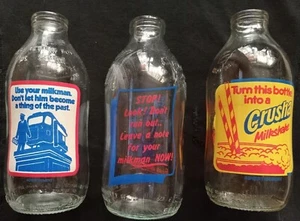 Use your milkman.
Don't let him become
a thing of the past.
STOP!
Look! Don't
run out..
Leave a note
for your
milkman NOW!
Turn this bottle
into a
Crusha
Milkshake